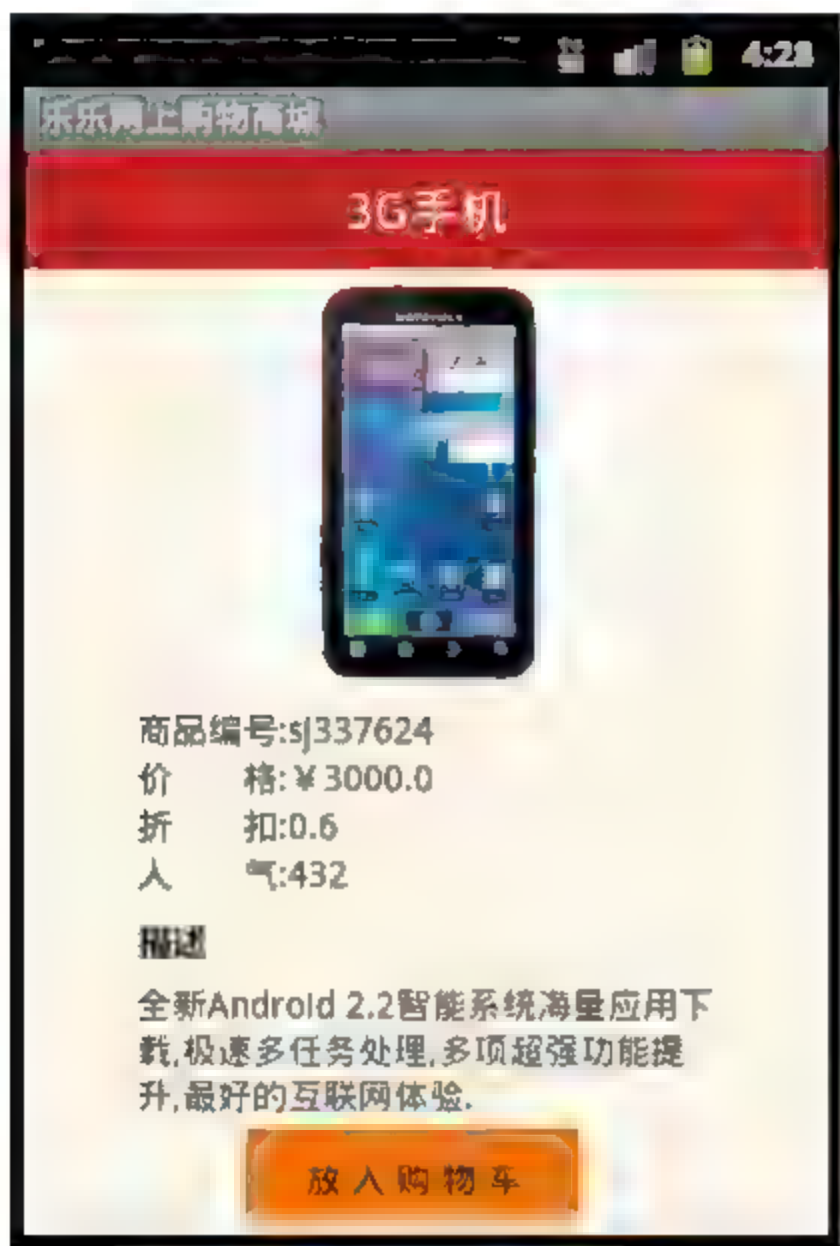 4:28
乐乐网上购物商城
3G手机
商品编号:sj337624
价 格:￥3000.0
折 扣:0.6
人 气:432
描述
全新Android 2.2智能系统海量应用下
载,极速多任务处理,多项超强功能提
升,最好的互联网体验.
放入购物车